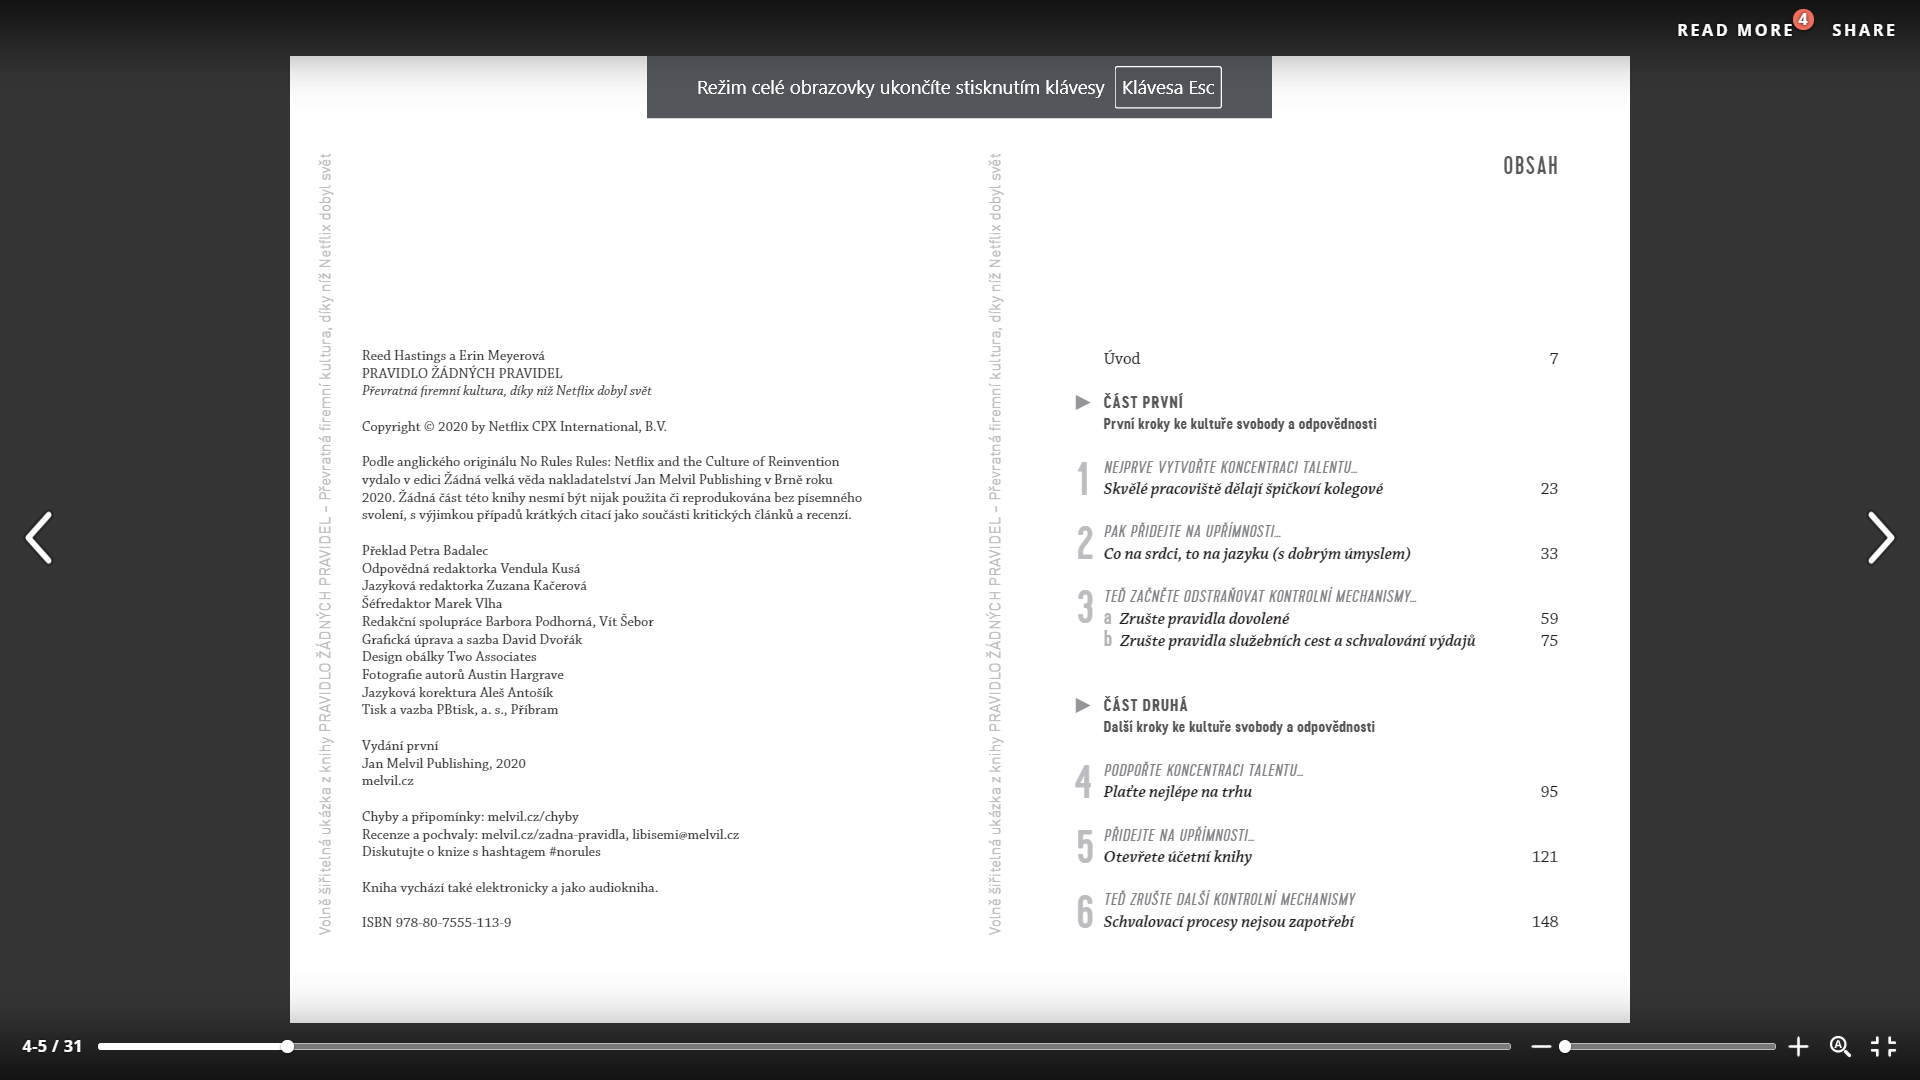 READ MORE 4 SHARE
Režim celé obrazovky ukončíte stisknutím klávesy Klávesa Esc
Volně šiřitelná ukázka z knihy PRAVIDLO ŽÁDNÝCH PRAVIDEL – Převratná firemní kultura, díky níž Netflix dobyl svět
Reed Hastings a Erin Meyerová
PRAVIDLO ŽÁDNÝCH PRAVIDEL
Převratná firemní kultura, díky níž Netflix dobyl svět
Copyright © 2020 by Netflix CPX International, B.V.
Podle anglického originálu No Rules Rules: Netflix and the Culture of Reinvention
vydalo v edici Žádná velká věda nakladatelství Jan Melvil Publishing v Brně roku
2020. Žádná část této knihy nesmí být nijak použita či reprodukována bez písemného
svolení, s výjimkou případů krátkých citací jako součásti kritických článků a recenzí.
Překlad Petra Badalec
Odpovědná redaktorka Vendula Kusá
Jazyková redaktorka Zuzana Kačerová
Šéfredaktor Marek Vlha
Redakční spolupráce Barbora Podhorná, Vít Šebor
Grafická úprava a sazba David Dvořák
Design obálky Two Associates
Fotografie autorů Austin Hargrave
Jazyková korektura Aleš Antošík
Tisk a vazba PBtisk, a. s., Příbram
Vydání první
Jan Melvil Publishing, 2020
melvil.cz
Chyby a připomínky: melvil.cz/chyby
Recenze a pochvaly: melvil.cz/zadna-pravidla, libisemi@melvil.cz
Diskutujte o knize s hashtagem #norules
Kniha vychází také elektronicky a jako audiokniha.
ISBN 978-80-7555-113-9
Volně šiřitelná ukázka z knihy PRAVIDLO ŽÁDNÝCH PRAVIDEL – Převratná firemní kultura, díky níž Netflix dobyl svět
OBSAH
Úvod 7
ČÁST PRVNÍ
První kroky ke kultuře svobody a odpovědnosti
1 NEJPRVE VYTVOŘTE KONCENTRACI TALENTU…
Skvělé pracoviště dělají špičkoví kolegové 23
2 PAK PŘIDEJTE NA UPŘÍMNOSTI…
Co na srdci, to na jazyku (s dobrým úmyslem) 33
3 TEĎ ZAČNĚTE ODSTRAŇOVAT KONTROLNÍ MECHANISMY…
a Zrušte pravidla dovolené 59
b Zrušte pravidla služebních cest a schvalování výdajů 75
ČÁST DRUHÁ
Další kroky ke kultuře svobody a odpovědnosti
4 PODPOŘTE KONCENTRACI TALENTU…
Plaťte nejlépe na trhu 95
5 PŘIDEJTE NA UPŘÍMNOSTI…
Otevřete účetní knihy 121
6 TEĎ ZRUŠTE DALŠÍ KONTROLNÍ MECHANISMY
Schvalovací procesy nejsou zapotřebí 148
4-5 / 31